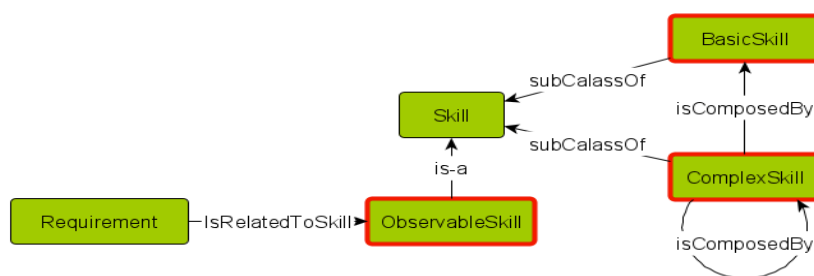 BasicSkill
subCalassOf
Skill
isComposedBy
subCalassOf
is-a
ComplexSkill
Requirement
IsRelatedToSkill
ObservableSkill
isComposedBy